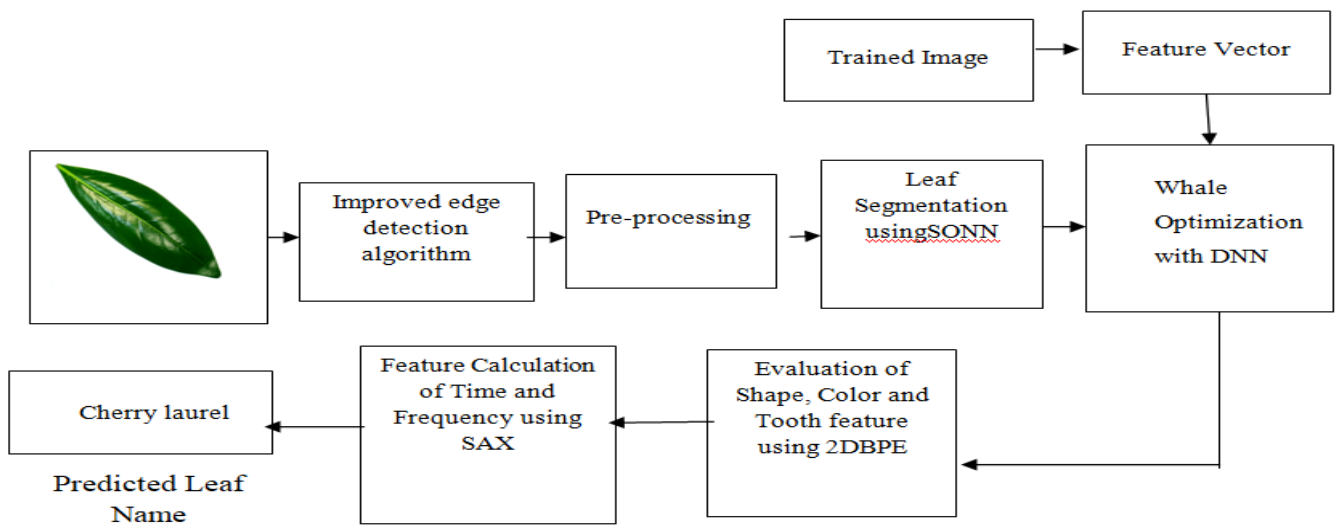 Trained Image
Feature Vector
Improved edge
detection
algorithm
Pre-processing
Leaf
Segmentation
usingSONN
Whale
Optimization
with DNN
Evaluation of
Shape, Color and
Tooth feature
using 2DBPE
Feature Calculation
of Time and
Frequency using
SAX
Cherry laurel
Predicted Leaf
Name